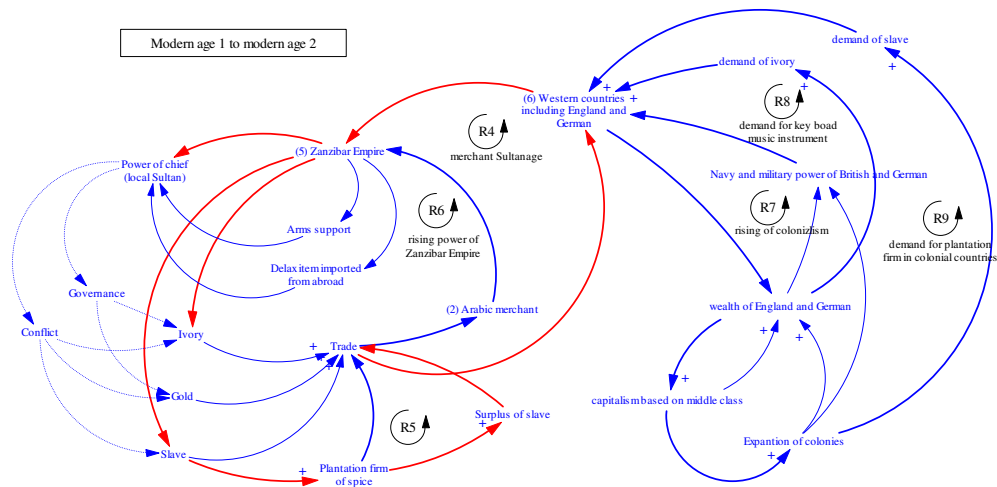 Modern age 1 to modern age 2
demand of slave
+
demand of ivory
+
+
+
(6) Western countries
including England and
German
R8
demand for key boad
music instrument
R4
merchant Sultanage
(5) Zanzibar Empire
Power of chief
(local Sultan)
Navy and military power of British and German
R7
rising of colonizlism
R9
demand for plantation
firm in colonial countries
R6
rising power of
Zanzibar Empire
Arms support
Delax item imported
from abroad
Governance
(2) Arabic merchant
wealth of England and German
Conflict
Ivory
+
Trade
+
+
+
+
+
capitalism based on middle class
Gold
Surplus of slave
+
R5
Expantion of colonies
+
Slave
+
Plantation firm
of spice